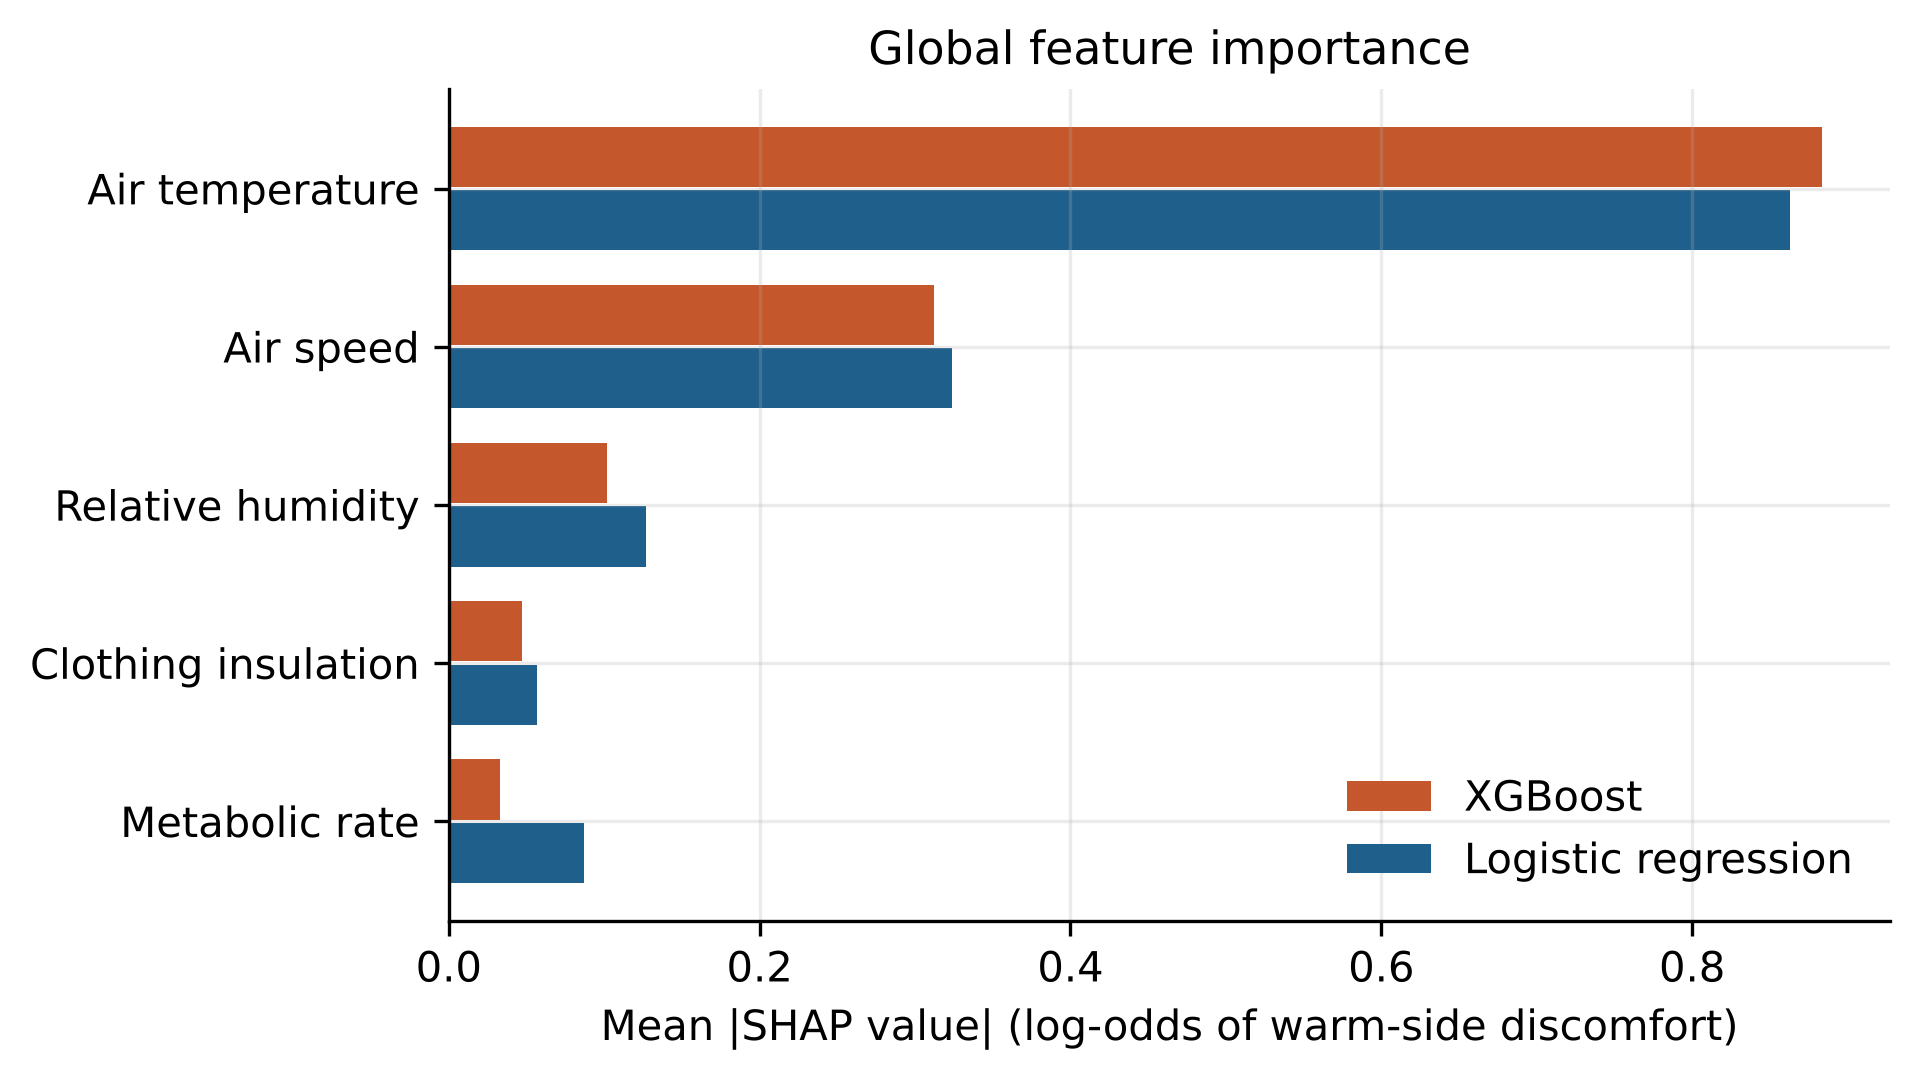 Global feature importance
Air temperature
Air speed
Relative humidity
Clothing insulation
Metabolic rate
XGBoost
Logistic regression
0.0 0.2 0.4 0.6 0.8
Mean |SHAP value| (log-odds of warm-side discomfort)